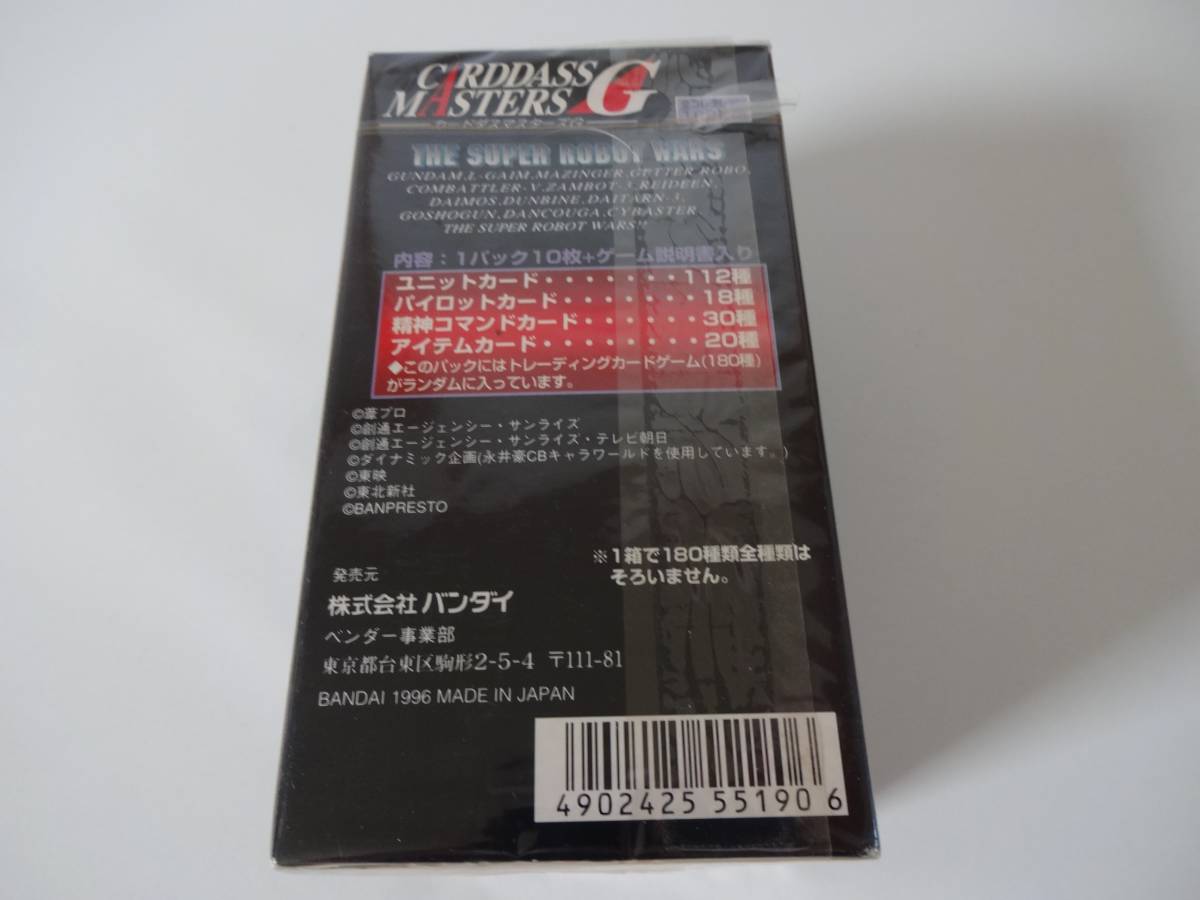 CARDDASS
MASTERS G
カードダスマスターズG
THE SUPER ROBOT WARS
GUNDAM,L-GAIM,MAZINGER,GETTER ROBO,
COMBATTLER-V,ZAMBOT-3,REIDEEN,
DAIMOS,DUNBINE,DAITARN-3,
GOSHOGUN,DANCOUGA,CYBASTER
THE SUPER ROBOT WARS!!
内容：1パック10枚+ゲーム説明書入り
ユニットカード・・・・・・・112種
パイロットカード・・・・・・18種
精神コマンドカード・・・・・・30種
アイテムカード・・・・・・・・20種
◆このパックにはトレーディングカードゲーム(180種)
がランダムに入っています。
©葦プロ
©創通エージェンシー・サンライズ
©創通エージェンシー・サンライズ・テレビ朝日
©ダイナミック企画(永井豪CBキャラワールドを使用しています。)
©東映
©東北新社
©BANPRESTO
※1箱で180種類全種類は
そろいません。
発売元
株式会社 バンダイ
ベンダー事業部
東京都台東区駒形2-5-4 〒111-81
BANDAI 1996 MADE IN JAPAN
4902425 55190 6